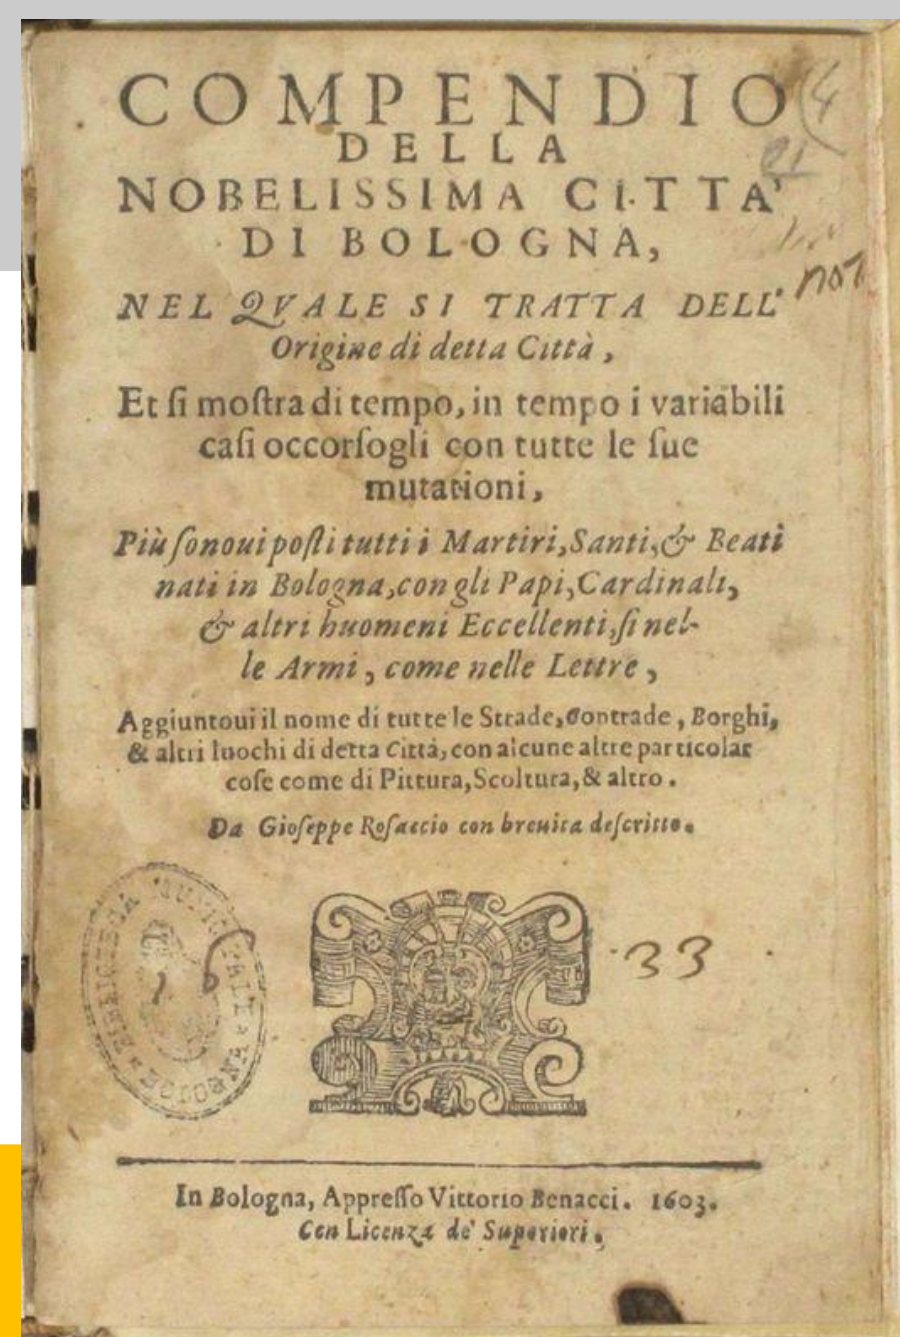 COMPENDIO
DELLA
NOBELISSIMA CITTA'
DI BOLOGNA,
NEL QVALE SI TRATTA DELL'
Origine di detta Città,
Et ſi moſtra di tempo, in tempo i variabili
caſi occorſogli con tutte le ſue
mutationi,
Più ſonoui poſti tutti i Martiri, Santi, & Beati
nati in Bologna, con gli Papi, Cardinali,
& altri huomeni Eccellenti, ſi nel-
le Armi, come nelle Lettre,
Aggiuntoui il nome di tutte le Strade, Contrade, Borghi,
& altri luochi di detta Città, con alcune altre particolar
coſe come di Pittura, Scoltura, & altro.
Da Gioſeppe Roſaccio con breuita deſcritto.
BIBLIOTECA MUNICIPALE
BOLOGNA
33
In Bologna, Appreſſo Vittorio Benacci. 1603.
Con Licenza de' Superiori.